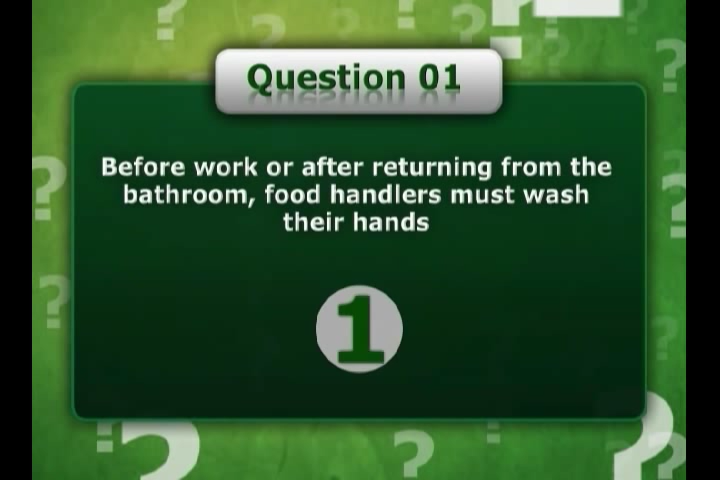 Question 01
Before work or after returning from the
bathroom, food handlers must wash
their hands
1